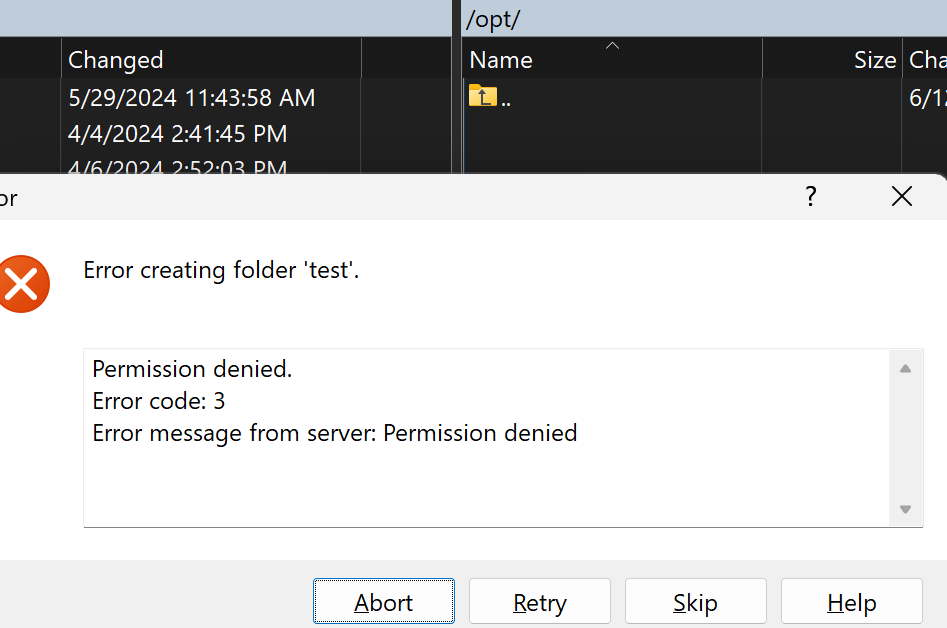 /opt/
Changed
Name Size Cha
5/29/2024 11:43:58 AM
.. 6/12
4/4/2024 2:41:45 PM
4/6/2024 2:52:03 PM
or ?
Error creating folder 'test'.
Permission denied.
Error code: 3
Error message from server: Permission denied
Abort Retry Skip Help